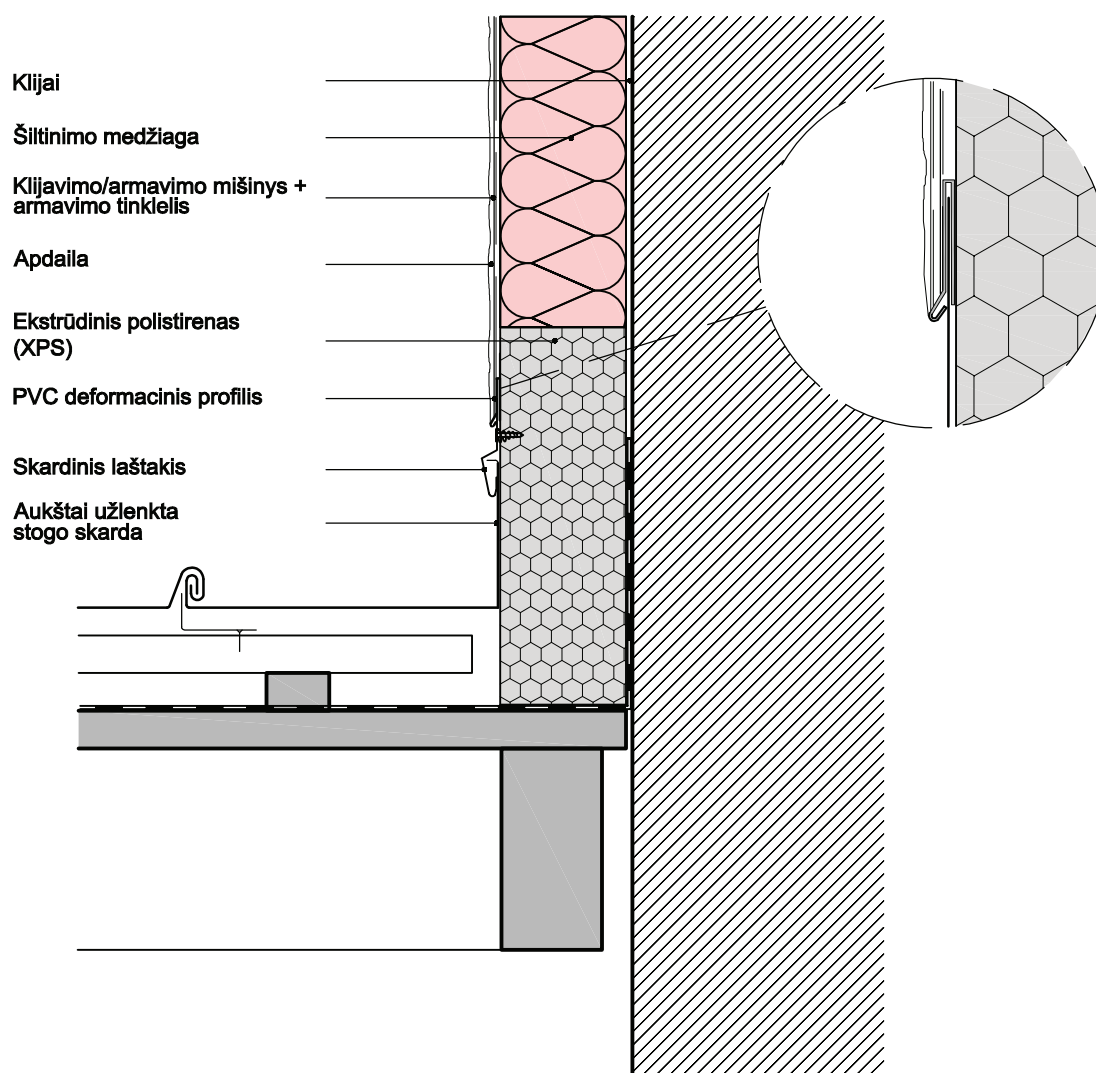 Klijai
Šiltinimo medžiaga
Klijavimo/armavimo mišinys +
armavimo tinklelis
Apdaila
Ekstrūdinis polistirenas
(XPS)
PVC deformacinis profilis
Skardinis laštakis
Aukštai užlenkta
stogo skarda